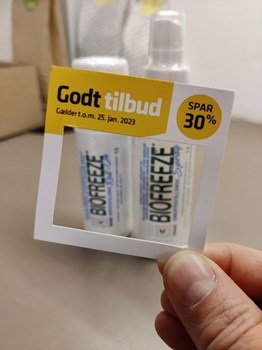 Godt tilbud
Gælder t.o.m. 25. jan. 2023
SPAR
30%
BIOFREEZE
BIOFREEZE